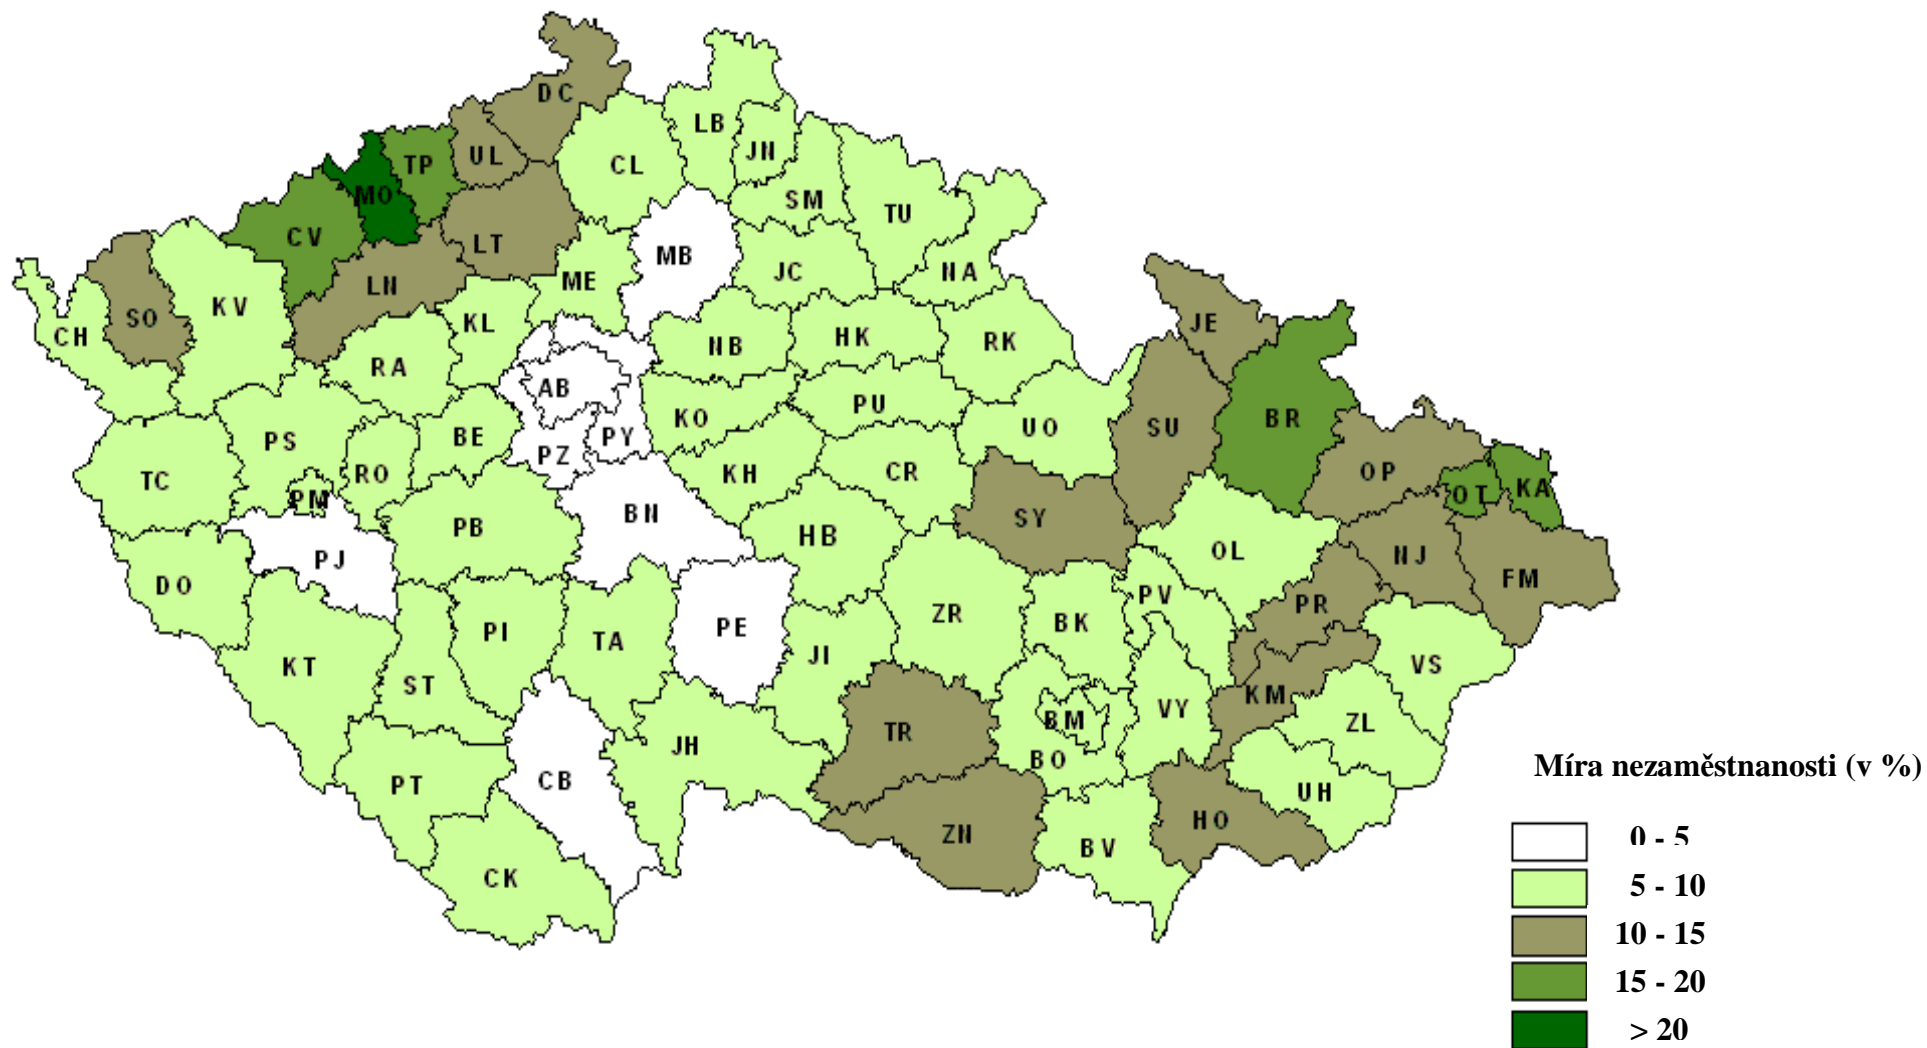 DC
LB
JN
UL
TP
CL
MO
SM
TU
CV
LT
MB
JC
NA
ME
LN
KV
SO
CH
KL
JE
NB
HK
RK
RA
AB
PU
KO
BR
UO
SU
BE
PY
PS
PZ
TC
RO
KH
CR
OP
PM
OT
KA
BN
SY
PB
HB
OL
NJ
PJ
FM
DO
PV
PR
ZR
BK
PI
TA
PE
JI
VS
KT
ST
KM
VY
BM
ZL
TR
JH
BO
Míra nezaměstnanosti (v %)
PT
CB
UH
HO
ZN
BV
CK
0 - 5
5 - 10
10 - 15
15 - 20
> 20